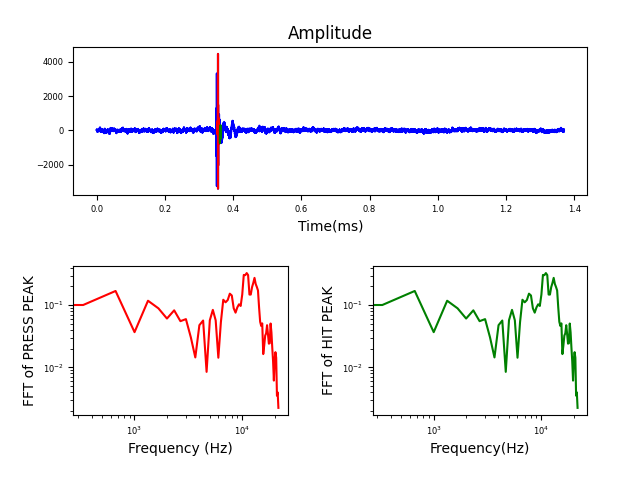 Amplitude
4000
2000
0
−2000
0.0 0.2 0.4 0.6 0.8 1.0 1.2 1.4
Time(ms)
FFT of PRESS PEAK
10⁻¹
10⁻²
10³ 10⁴
Frequency (Hz)
FFT of HIT PEAK
10⁻¹
10⁻²
10³ 10⁴
Frequency(Hz)